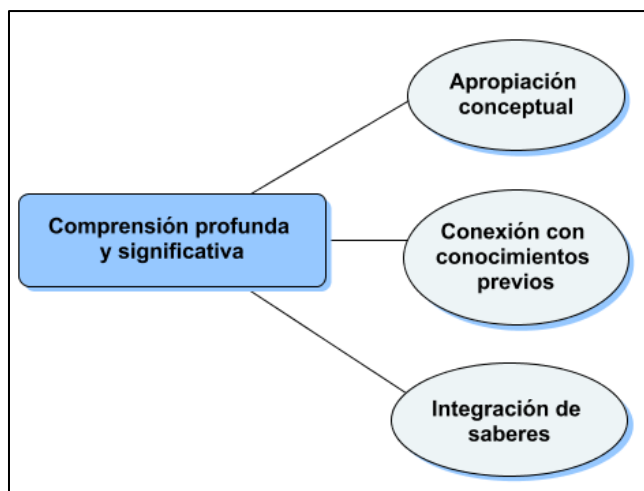 Apropiación
conceptual
Comprensión profunda
y significativa
Conexión con
conocimientos
previos
Integración de
saberes